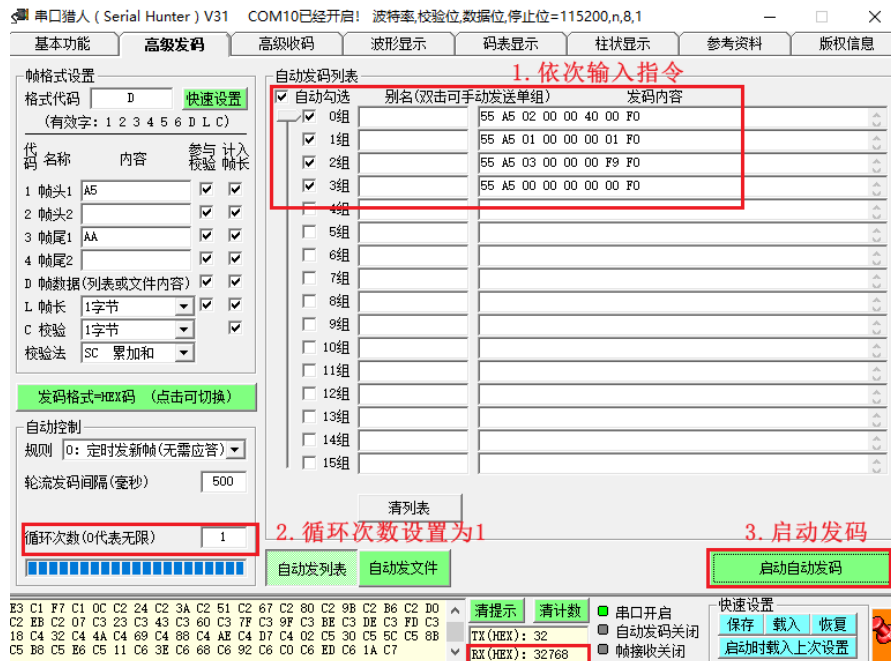 串口猎人 ( Serial Hunter ) V31 COM10已经开启! 波特率,校验位,数据位,停止位=115200,n,8,1
基本功能 高级发码 高级收码 波形显示 码表显示 柱状显示 参考资料 版权信息
帧格式设置
格式代码 D 快速设置
(有效字: 1 2 3 4 5 6 D L C)
代码 名称 内容 参与校验 计入帧长
1 帧头1 A5
2 帧头2
3 帧尾1 AA
4 帧尾2
D 帧数据(列表或文件内容)
L 帧长 1字节
C 校验 1字节
校验法 SC 累加和
发码格式=HEX码 (点击可切换)
自动控制
规则 0: 定时发新帧(无需应答)
轮流发码间隔(毫秒) 500
循环次数(0代表无限) 1
自动发码列表
1.依次输入指令
自动勾选 别名(双击可手动发送单组) 发码内容
0组 55 A5 02 00 00 40 00 F0
1组 55 A5 01 00 00 01 F0
2组 55 A5 03 00 00 F9 F0
3组 55 A5 00 00 00 00 F0
4组
5组
6组
7组
8组
9组
10组
11组
12组
13组
14组
15组
清列表
2.循环次数设置为1
3.启动发码
自动发列表 自动发文件 启动自动发码
E3 C1 F7 C1 0C C2 24 C2 3A C2 51 C2 67 C2 80 C2 9B C2 B6 C2 D0
C2 EB C2 07 C3 23 C3 43 C3 60 C3 7F C3 9F C3 BE C3 DE C3 FD C3
18 C4 32 C4 4A C4 69 C4 86 C4 AE C4 D7 C4 02 C5 30 C5 5C C5 8B
C5 B8 C5 E6 C5 11 C6 3E C6 68 C6 92 C6 C0 C6 ED C6 1A C7
清提示 清计数
TX(HEX): 32
RX(HEX): 32768
串口开启
自动发码关闭
帧接收关闭
快速设置
保存 载入 恢复
启动时载入上次设置